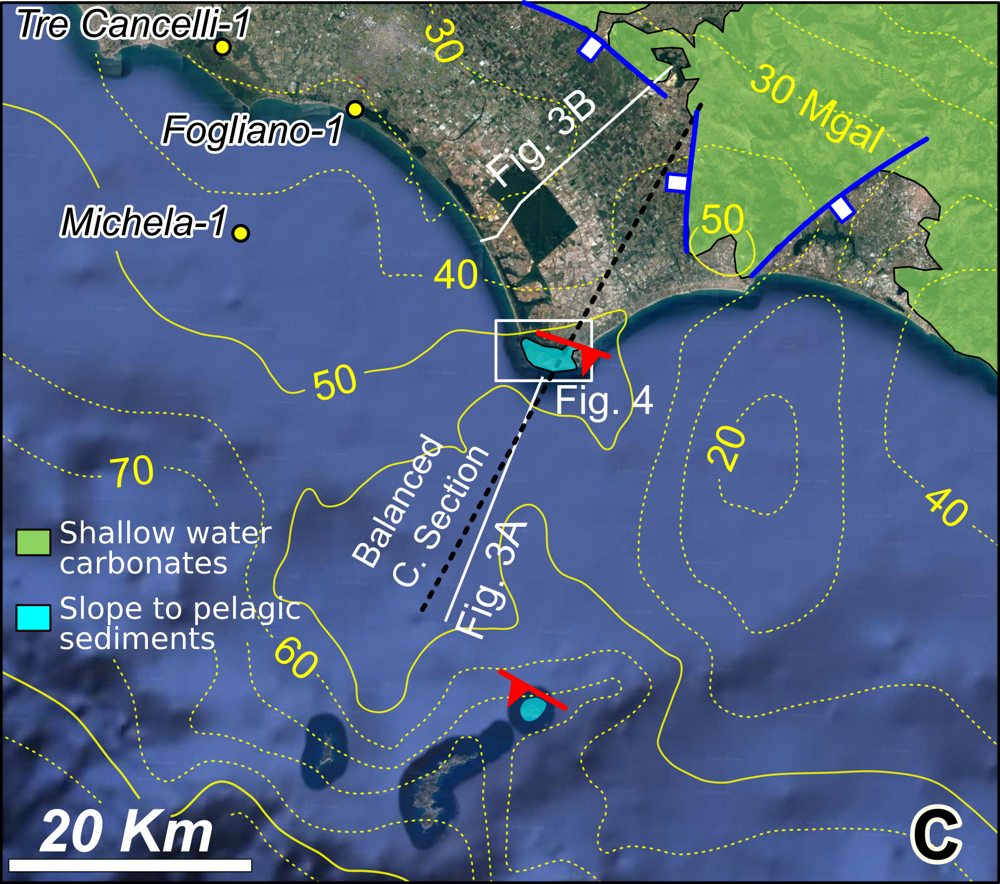 Tre Cancelli-1
30
30 Mgal
Fig. 3B
Fogliano-1
Michela-1
50
40
50
Fig. 4
20
70
40
Balanced
C. Section
Fig. 3A
Shallow water
carbonates
Slope to pelagic
sediments
60
20 Km
C